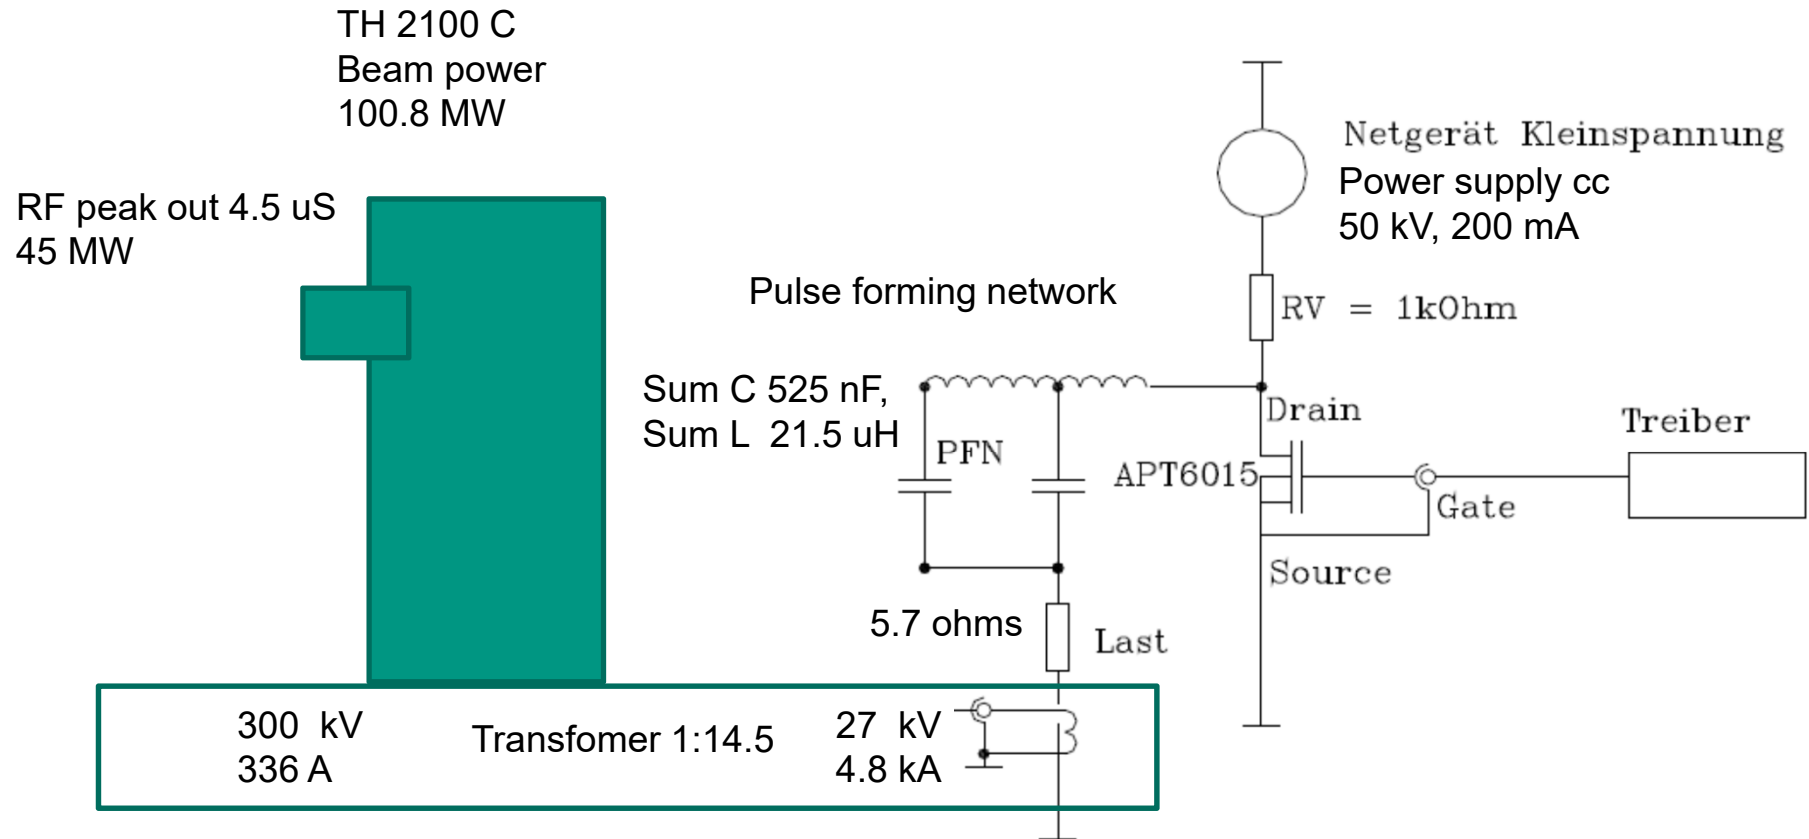 TH 2100 C
Beam power
100.8 MW
RF peak out 4.5 uS
45 MW
Netgerät Kleinspannung
Power supply cc
50 kV, 200 mA
Pulse forming network
RV = 1kOhm
Sum C 525 nF,
Sum L 21.5 uH
PFN
Drain
APT6015
Treiber
Gate
Source
5.7 ohms
Last
300 kV
336 A
Transfomer 1:14.5
27 kV
4.8 kA